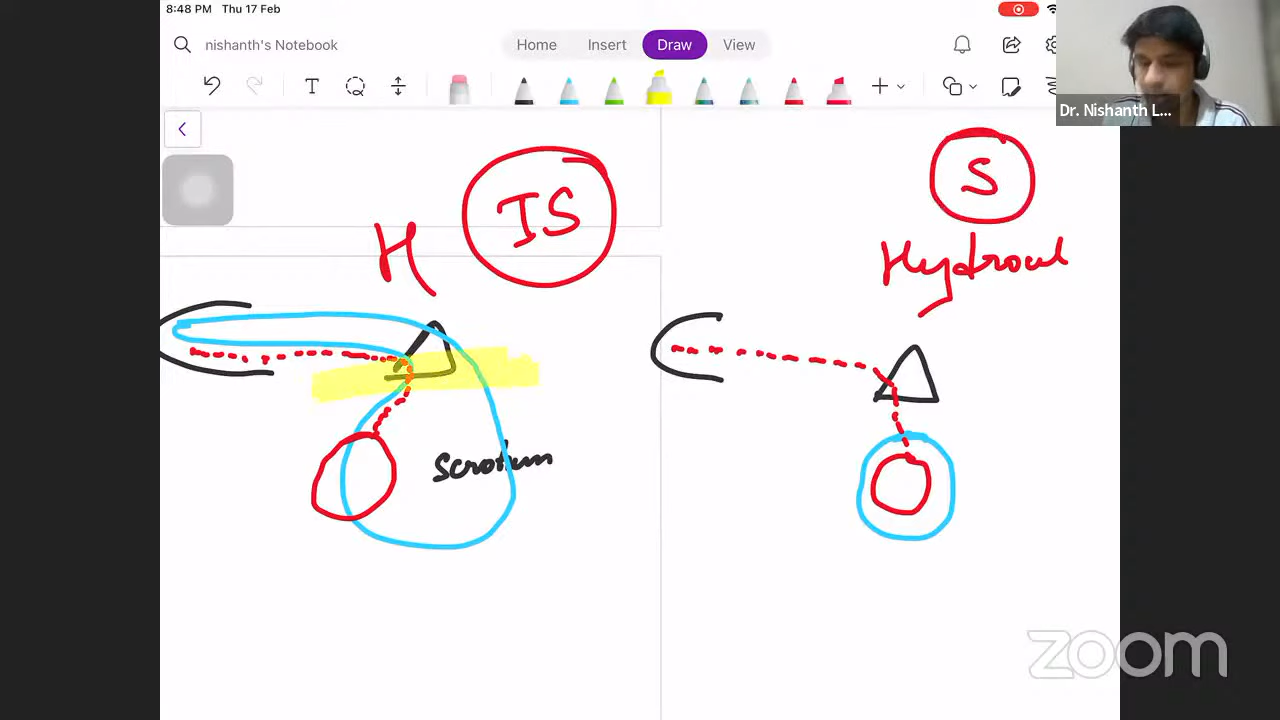 8:48 PM Thu 17 Feb
nishanth's Notebook
Home Insert Draw View
T
Dr. Nishanth L...
S
IS
H
Hydrocel
Scrotum
zoom